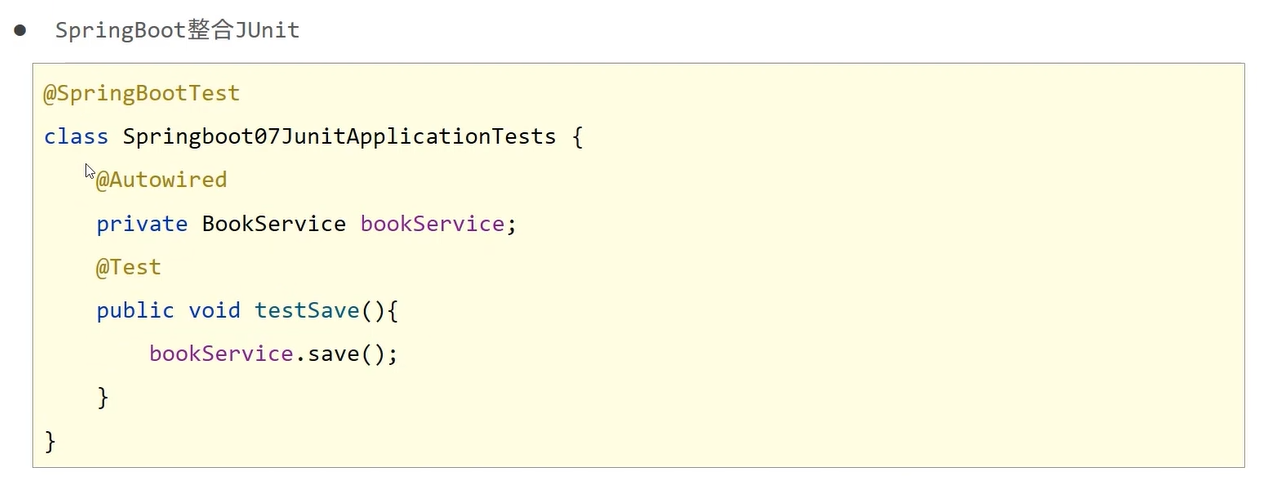 ● SpringBoot整合JUnit
@SpringBootTest
class Springboot07JunitApplicationTests {
    @Autowired
    private BookService bookService;
    @Test
    public void testSave(){
        bookService.save();
    }
}